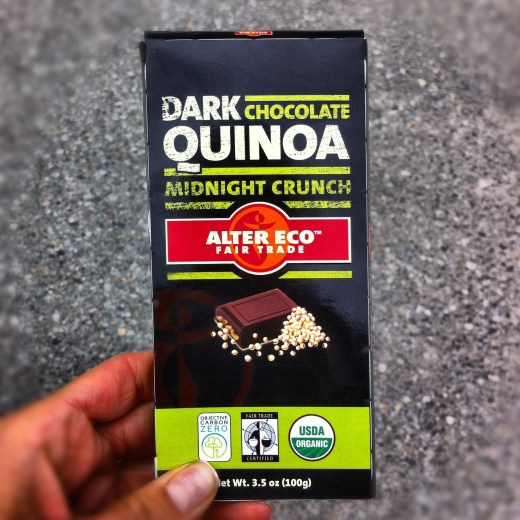 DARK CHOCOLATE
QUINOA
MIDNIGHT CRUNCH
ALTER ECO™
FAIR TRADE
OBJECTIVE
CARBON
ZERO
FAIR TRADE
CERTIFIED
USDA
ORGANIC
et Wt. 3.5 oz (100g)